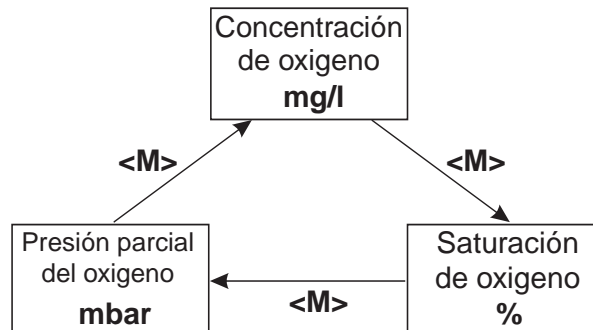 Concentración
de oxigeno
mg/l
<M>
<M>
Presión parcial
del oxigeno
mbar
<M>
Saturación
de oxigeno
%